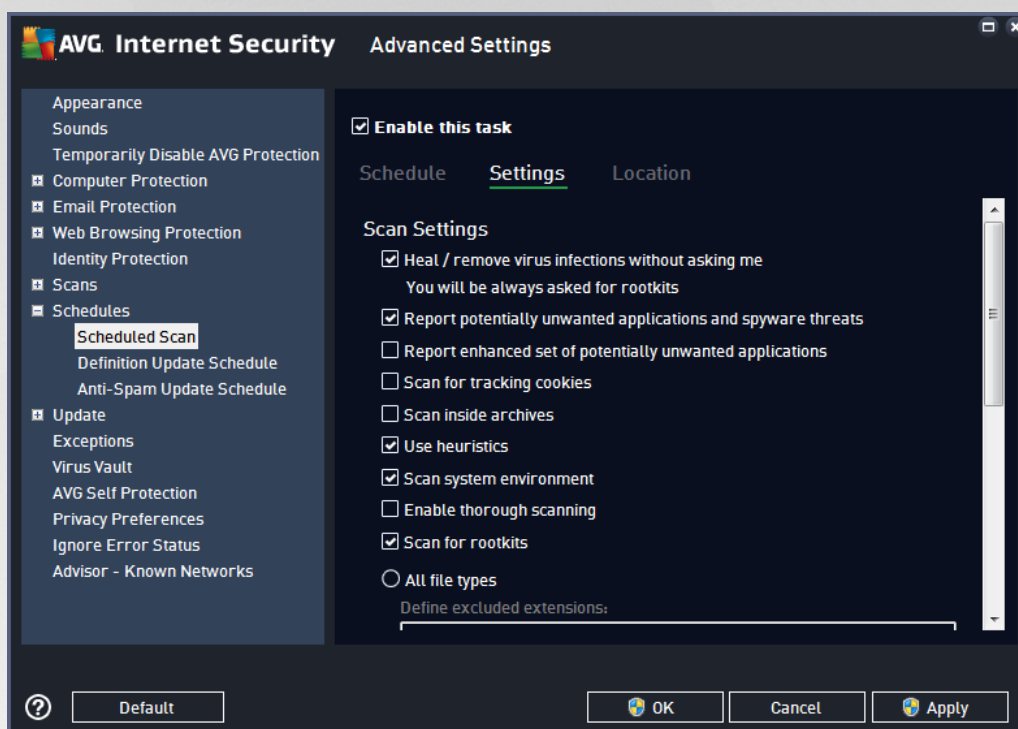 AVG. Internet Security Advanced Settings
Appearance
Sounds
Temporarily Disable AVG Protection
Computer Protection
Email Protection
Web Browsing Protection
Identity Protection
Scans
Schedules
Scheduled Scan
Definition Update Schedule
Anti-Spam Update Schedule
Update
Exceptions
Virus Vault
AVG Self Protection
Privacy Preferences
Ignore Error Status
Advisor - Known Networks
Enable this task
Schedule Settings Location
Scan Settings
Heal / remove virus infections without asking me
You will be always asked for rootkits
Report potentially unwanted applications and spyware threats
Report enhanced set of potentially unwanted applications
Scan for tracking cookies
Scan inside archives
Use heuristics
Scan system environment
Enable thorough scanning
Scan for rootkits
All file types
Define excluded extensions:
? Default OK Cancel Apply